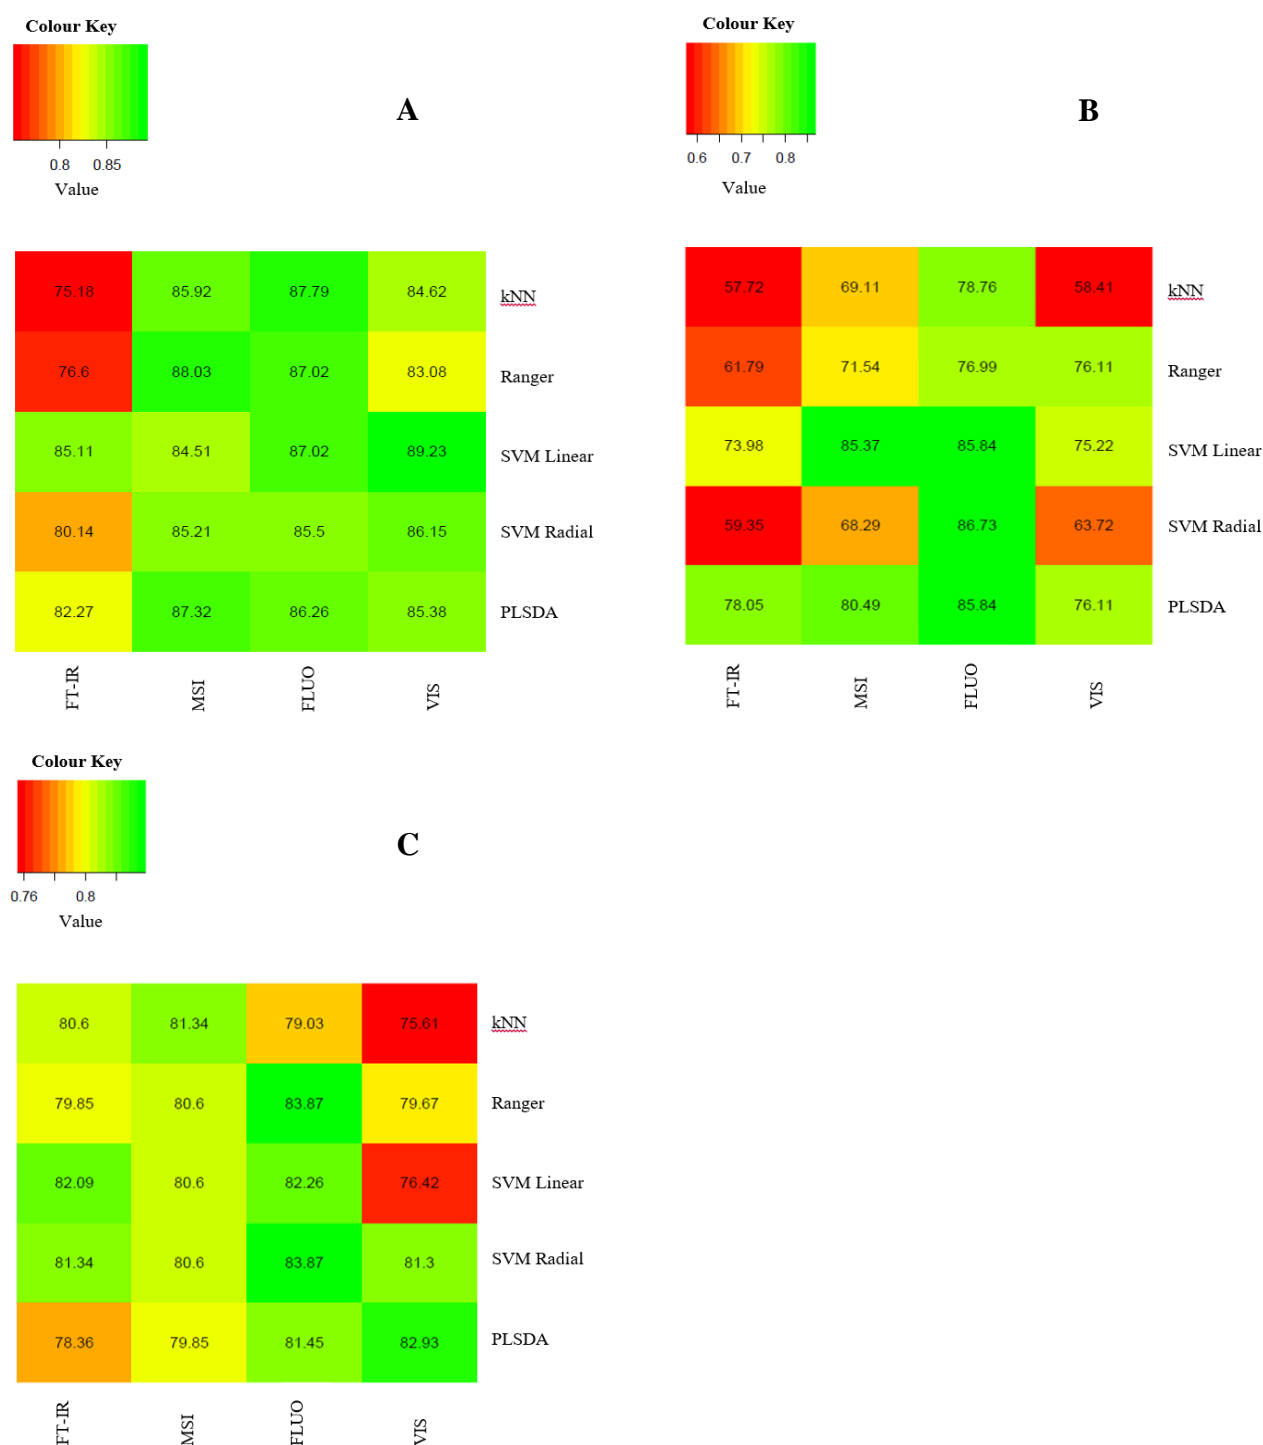 Colour Key
0.8 0.85
Value
A
75.18 85.92 87.79 84.62 kNN
76.6 88.03 87.02 83.08 Ranger
85.11 84.51 87.02 89.23 SVM Linear
80.14 85.21 85.5 86.15 SVM Radial
82.27 87.32 86.26 85.38 PLSDA
FT-IR MSI FLUO VIS
Colour Key
0.6 0.7 0.8
Value
B
57.72 69.11 78.76 58.41 kNN
61.79 71.54 76.99 76.11 Ranger
73.98 85.37 85.84 75.22 SVM Linear
59.35 68.29 86.73 63.72 SVM Radial
78.05 80.49 85.84 76.11 PLSDA
FT-IR MSI FLUO VIS
Colour Key
0.76 0.8
Value
C
80.6 81.34 79.03 75.61 kNN
79.85 80.6 83.87 79.67 Ranger
82.09 80.6 82.26 76.42 SVM Linear
81.34 80.6 83.87 81.3 SVM Radial
78.36 79.85 81.45 82.93 PLSDA
FT-IR MSI FLUO VIS